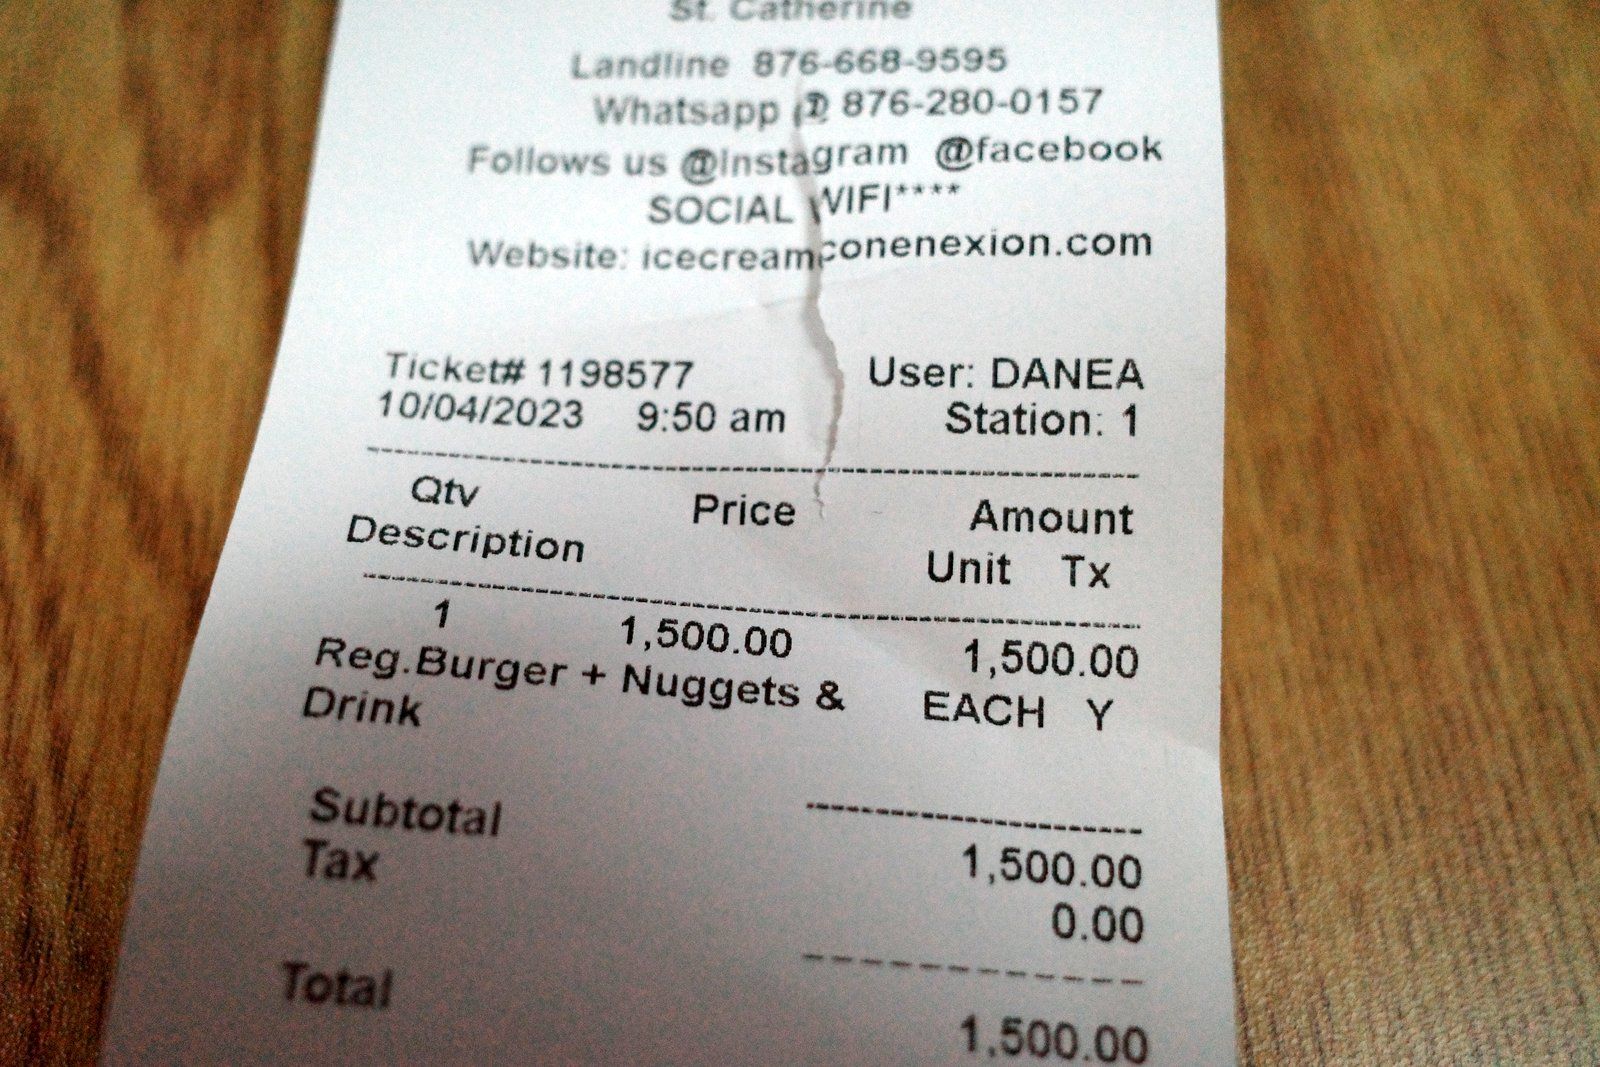 St. Catherine
Landline 876-668-9595
Whatsapp @ 876-280-0157
Follows us @Instagram @facebook
SOCIAL WIFI****
Website: icecreamconenexion.com
Ticket# 1198577 User: DANEA
10/04/2023 9:50 am Station: 1
Qty Price Amount
Description Unit Tx
1 1,500.00 1,500.00
Reg.Burger + Nuggets & EACH Y
Drink
Subtotal 1,500.00
Tax 0.00
Total 1,500.00